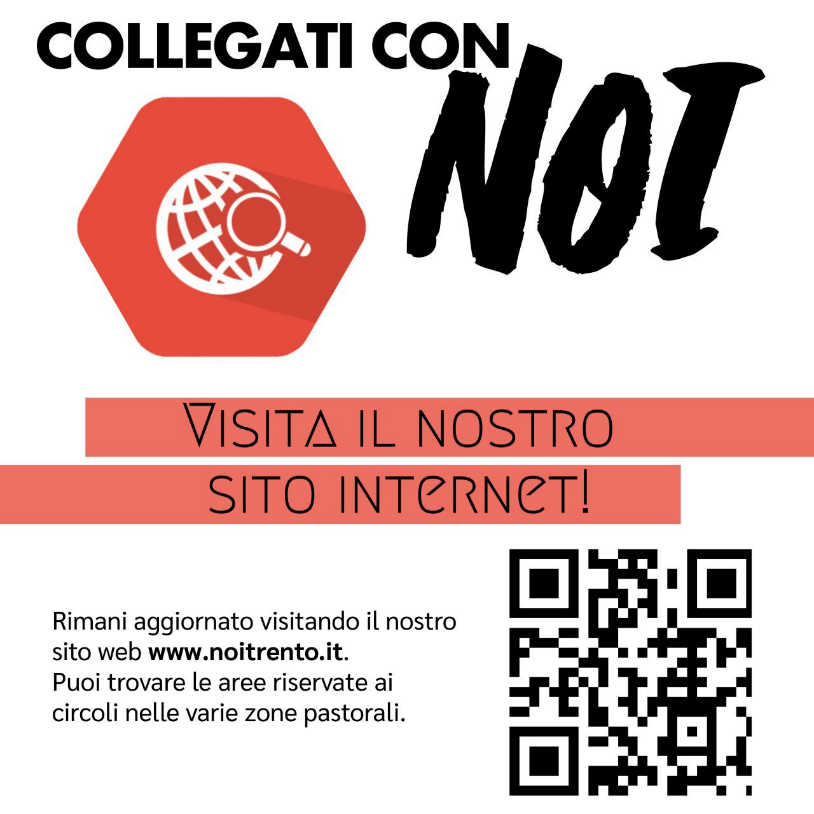 COLLEGATI CON
NOI
VISITA IL NOSTRO
SITO INTERNET!
Rimani aggiornato visitando il nostro
sito web www.noitrento.it.
Puoi trovare le aree riservate ai
circoli nelle varie zone pastorali.